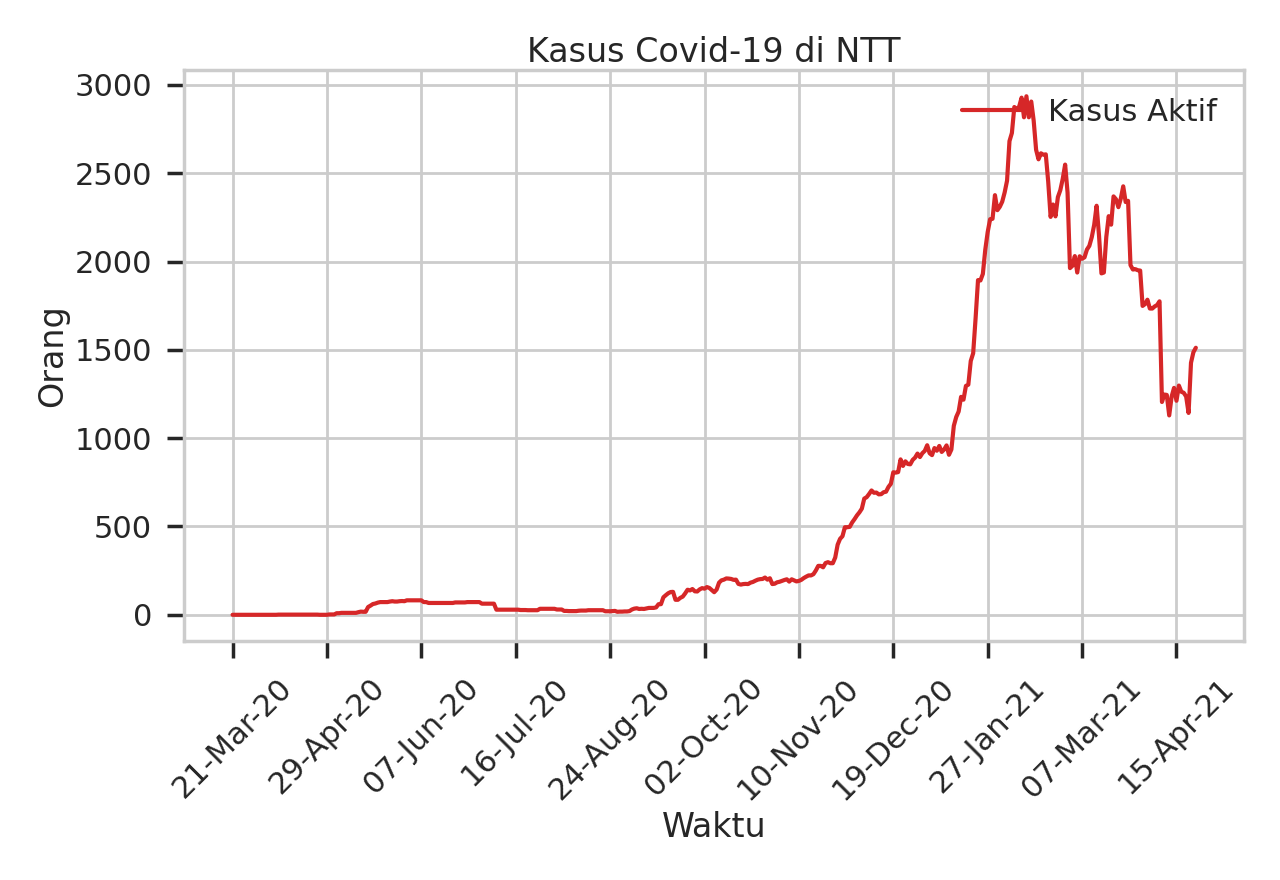 Kasus Covid-19 di NTT
3000
2500
2000
1500
1000
500
0
Orang
Kasus Aktif
21-Mar-20
29-Apr-20
07-Jun-20
16-Jul-20
24-Aug-20
02-Oct-20
10-Nov-20
19-Dec-20
27-Jan-21
07-Mar-21
15-Apr-21
Waktu